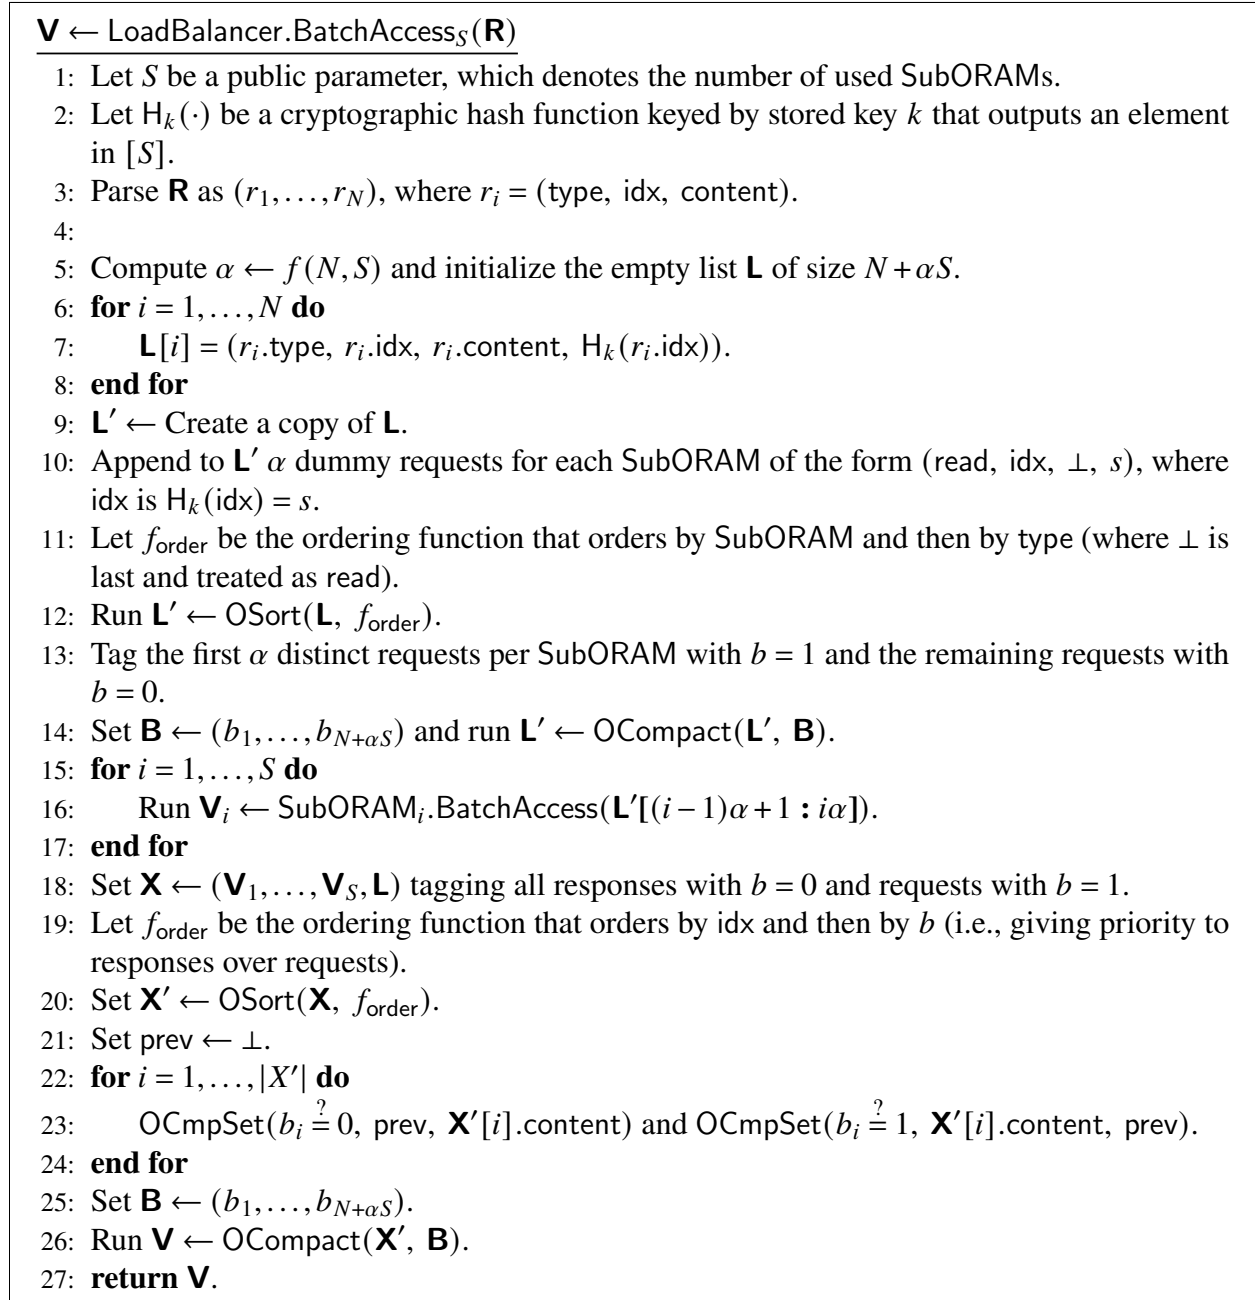 V ← LoadBalancer.BatchAccess_S(R)
1: Let S be a public parameter, which denotes the number of used SubORAMs.
2: Let H_k(·) be a cryptographic hash function keyed by stored key k that outputs an element
in [S].
3: Parse R as (r_1,...,r_N), where r_i = (type, idx, content).
4:
5: Compute α ← f(N,S) and initialize the empty list L of size N + αS.
6: for i = 1,...,N do
7: L[i] = (r_i.type, r_i.idx, r_i.content, H_k(r_i.idx)).
8: end for
9: L′ ← Create a copy of L.
10: Append to L′ α dummy requests for each SubORAM of the form (read, idx, ⊥, s), where
idx is H_k(idx) = s.
11: Let f_order be the ordering function that orders by SubORAM and then by type (where ⊥ is
last and treated as read).
12: Run L′ ← OSort(L, f_order).
13: Tag the first α distinct requests per SubORAM with b = 1 and the remaining requests with
b = 0.
14: Set B ← (b_1,...,b_{N+αS}) and run L′ ← OCompact(L′, B).
15: for i = 1,...,S do
16: Run V_i ← SubORAM_i.BatchAccess(L′[(i−1)α+1 : iα]).
17: end for
18: Set X ← (V_1,...,V_S,L) tagging all responses with b = 0 and requests with b = 1.
19: Let f_order be the ordering function that orders by idx and then by b (i.e., giving priority to
responses over requests).
20: Set X′ ← OSort(X, f_order).
21: Set prev ← ⊥.
22: for i = 1,...,|X′| do
23: OCmpSet(b_i ≟ 0, prev, X′[i].content) and OCmpSet(b_i ≟ 1, X′[i].content, prev).
24: end for
25: Set B ← (b_1,...,b_{N+αS}).
26: Run V ← OCompact(X′, B).
27: return V.